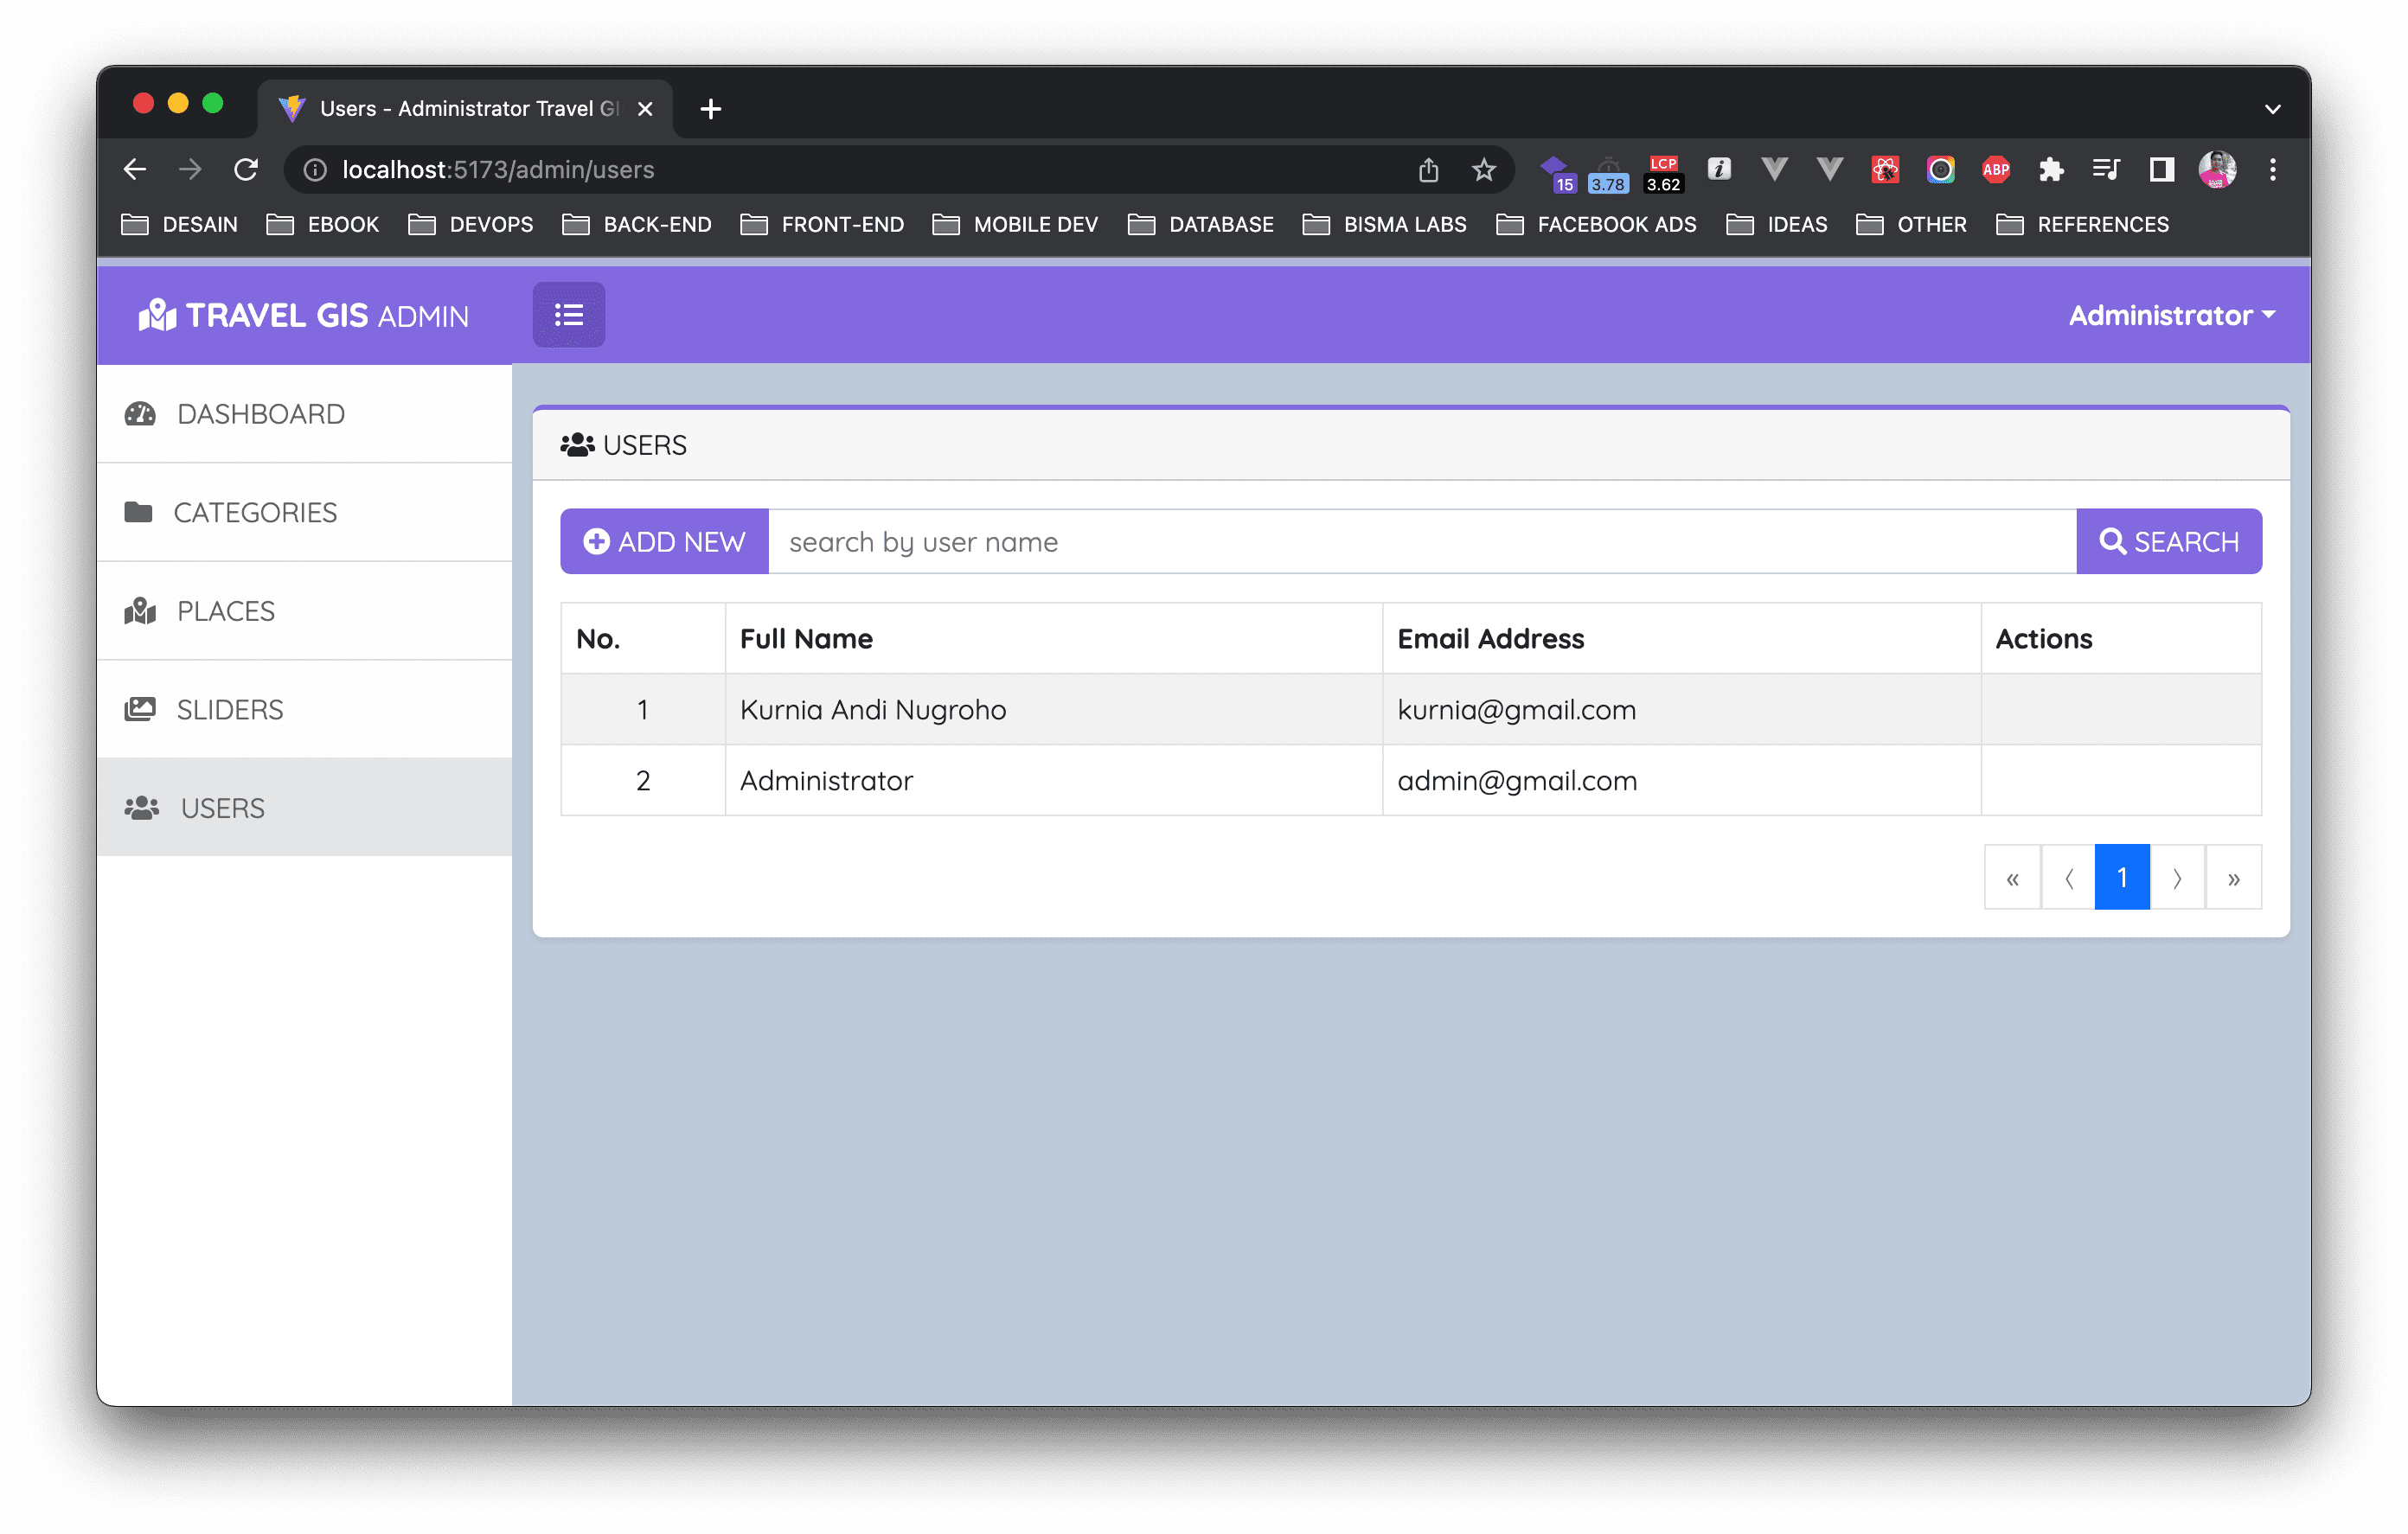 Users - Administrator Travel GI
localhost:5173/admin/users
15
3.78
LCP
3.62
i
ABP
DESAIN EBOOK DEVOPS BACK-END FRONT-END MOBILE DEV DATABASE BISMA LABS FACEBOOK ADS IDEAS OTHER REFERENCES
TRAVEL GIS ADMIN
Administrator
DASHBOARD
CATEGORIES
PLACES
SLIDERS
USERS
USERS
ADD NEW search by user name SEARCH
No. Full Name Email Address Actions
1 Kurnia Andi Nugroho kurnia@gmail.com
2 Administrator admin@gmail.com
« ‹ 1 › »